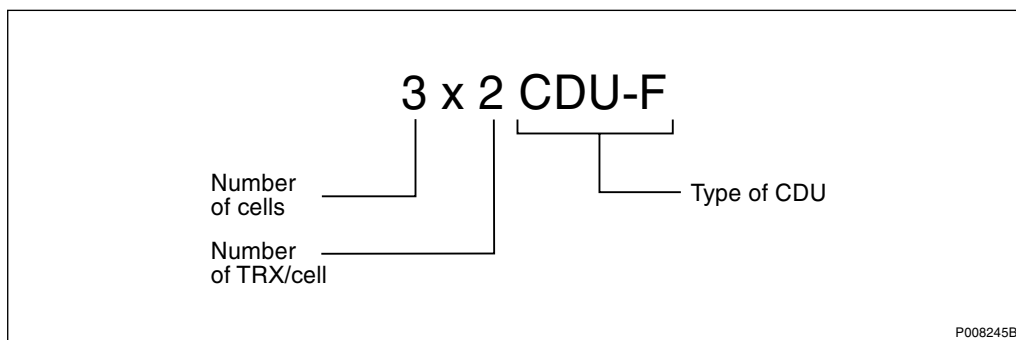 3 x 2 CDU-F
Number
of cells
Type of CDU
Number
of TRX/cell
P008245B